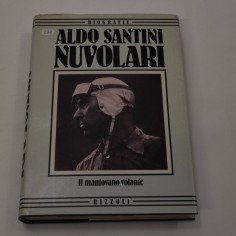 BIOGRAFIE
ALDO SANTINI
NUVOLARI
Il mantovano volante
RIZZOLI